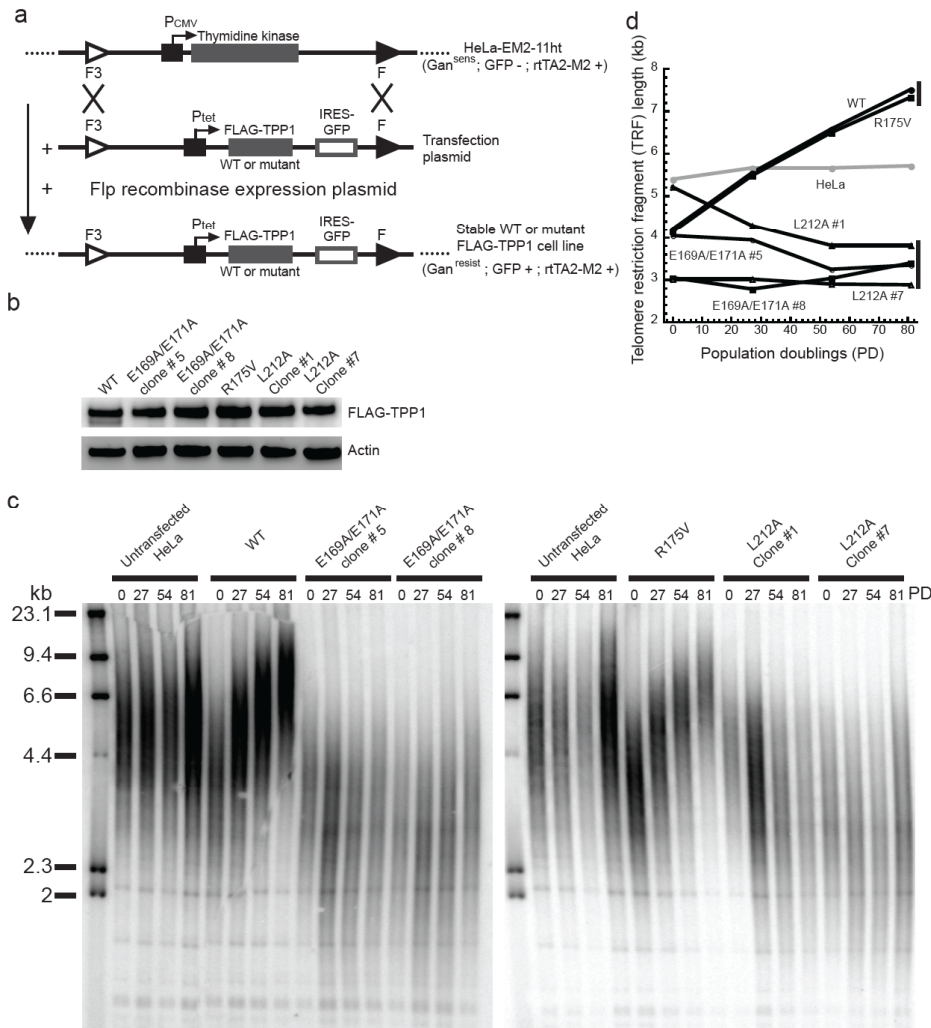 a
PCMV
Thymidine kinase
F3
F
HeLa-EM2-11ht
(Gan sens ; GFP - ; rtTA2-M2 +)
F3
Ptet
FLAG-TPP1
WT or mutant
IRES-
GFP
F
Transfection
plasmid
+
+
Flp recombinase expression plasmid
F3
Ptet
FLAG-TPP1
WT or mutant
IRES-
GFP
F
Stable WT or mutant
FLAG-TPP1 cell line
(Gan resist ; GFP + ; rtTA2-M2 +)
b
WT
E169A/E171A
clone # 5
E169A/E171A
clone # 8
R175V
L212A
Clone #1
L212A
Clone #7
FLAG-TPP1
Actin
d
Telomere restriction fragment (TRF) length (kb)
8
7
6
5
4
3
2
0 10 20 30 40 50 60 70 80
Population doublings (PD)
WT
R175V
HeLa
L212A #1
E169A/E171A #5
E169A/E171A #8
L212A #7
c
Untransfected
HeLa
WT
E169A/E171A
clone # 5
E169A/E171A
clone # 8
Untransfected
HeLa
R175V
L212A
Clone #1
L212A
Clone #7
0 27 54 81 0 27 54 81 0 27 54 81 0 27 54 81
0 27 54 81 0 27 54 81 0 27 54 81 0 27 54 81 PD
kb
23.1
9.4
6.6
4.4
2.3
2